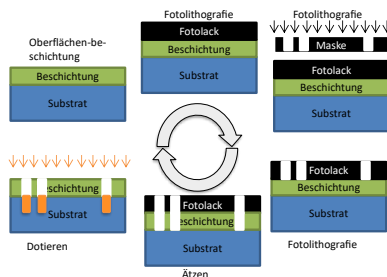 Oberflächen-be-
schichtung
Beschichtung
Substrat
Fotolithografie
Fotolack
Beschichtung
Substrat
Fotolithografie
Maske
Fotolack
Beschichtung
Substrat
Fotolack
Beschichtung
Substrat
Fotolithografie
Fotolack
Beschichtung
Substrat
Ätzen
Beschichtung
Substrat
Dotieren